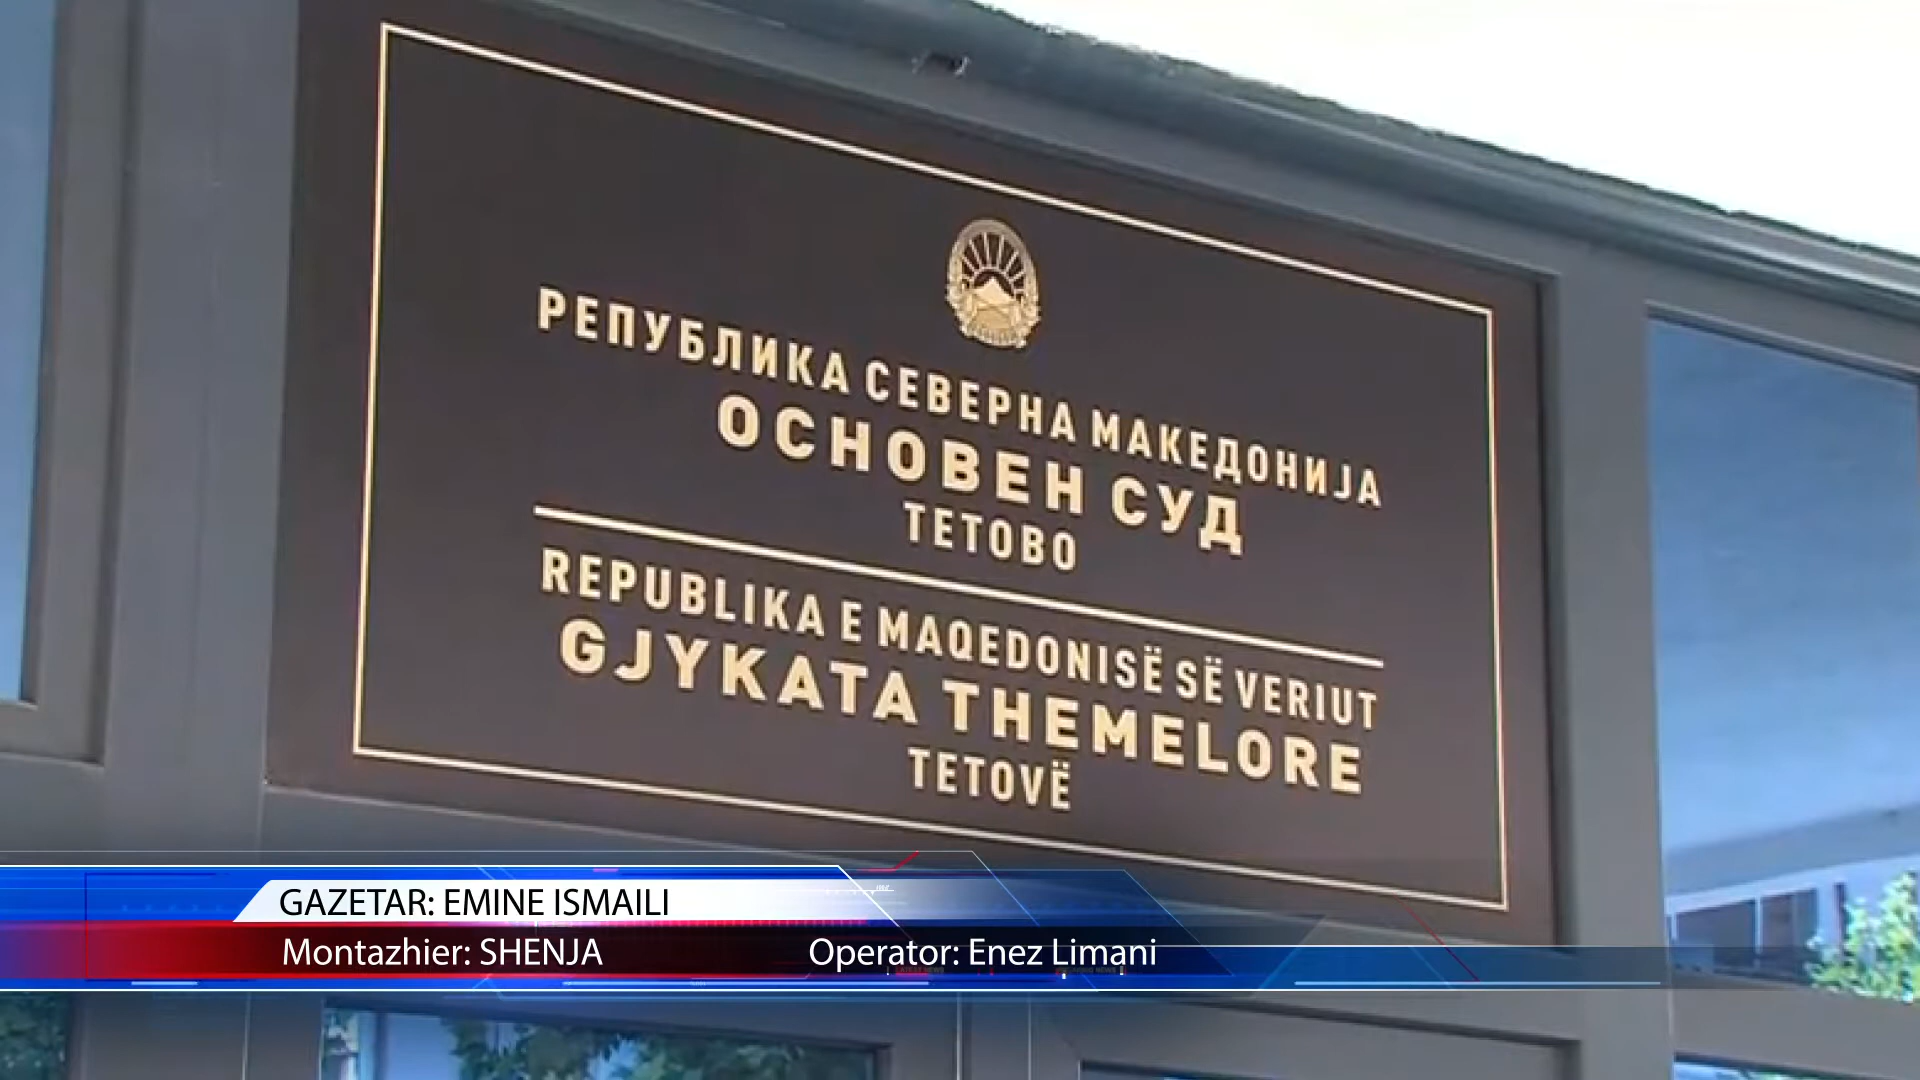 РЕПУБЛИКА СЕВЕРНА МАКЕДОНИЈА
ОСНОВЕН СУД
ТЕТОВО
REPUBLIKA E MAQEDONISË SË VERIUT
GJYKATA THEMELORE
TETOVË
GAZETAR: EMINE ISMAILI
Montazhier: SHENJA Operator: Enez Limani